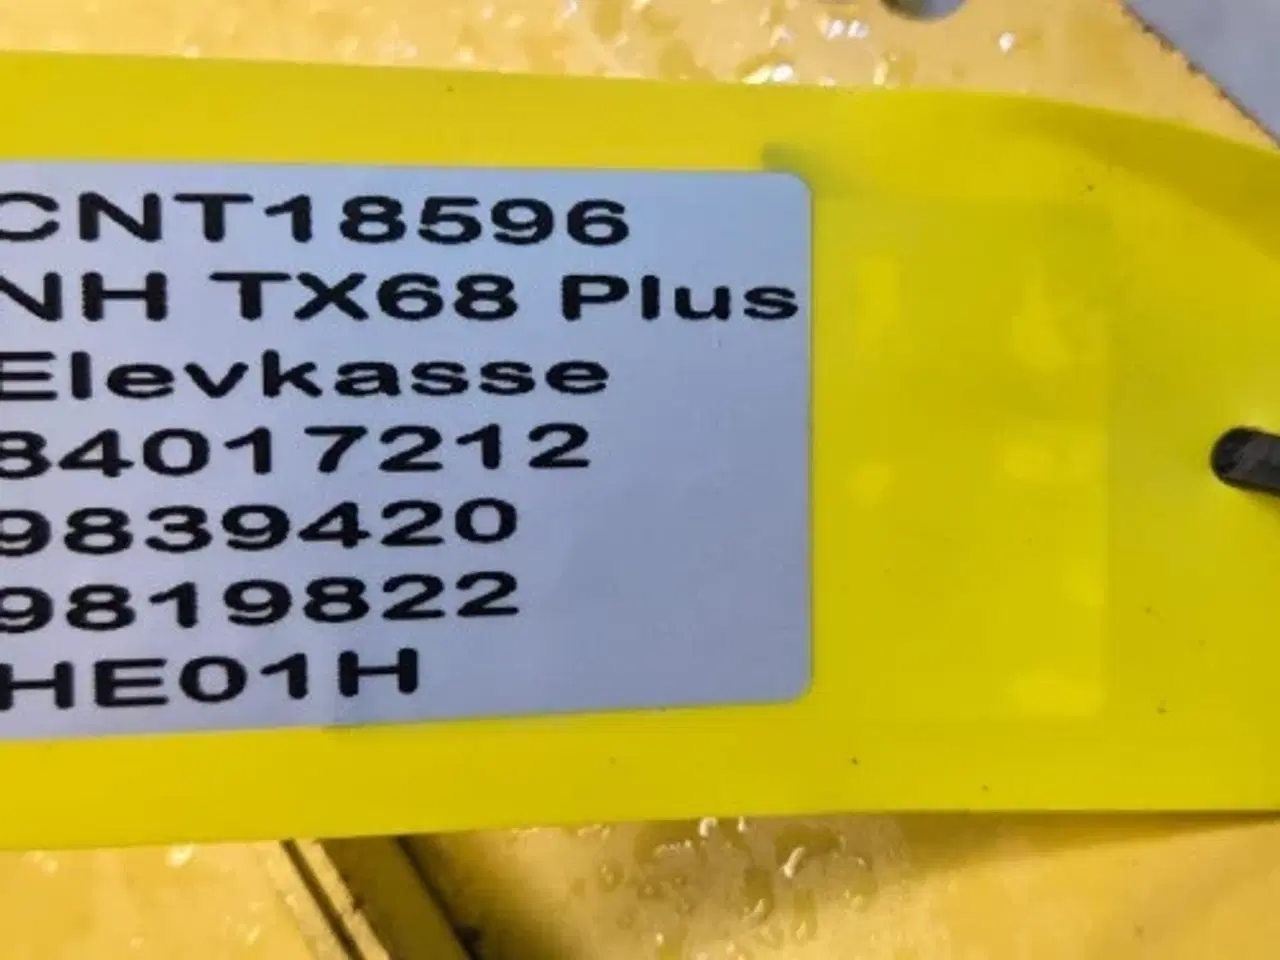 CNT18596
NH TX68 Plus
Elevkasse
84017212
9839420
9819822
HE01H